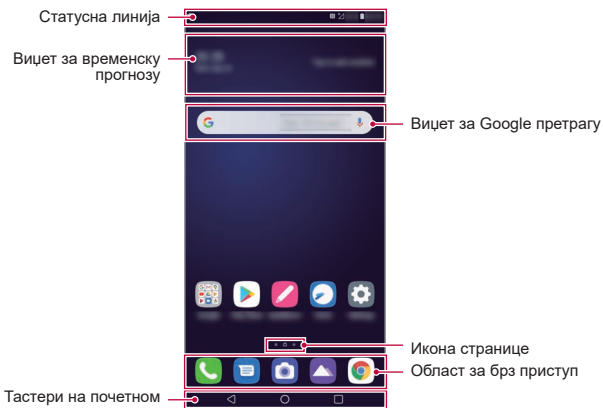 Статусна линија
Виџет за временску
прогнозу
Виџет за Google претрагу
Икона странице
Област за брз приступ
Тастери на почетном